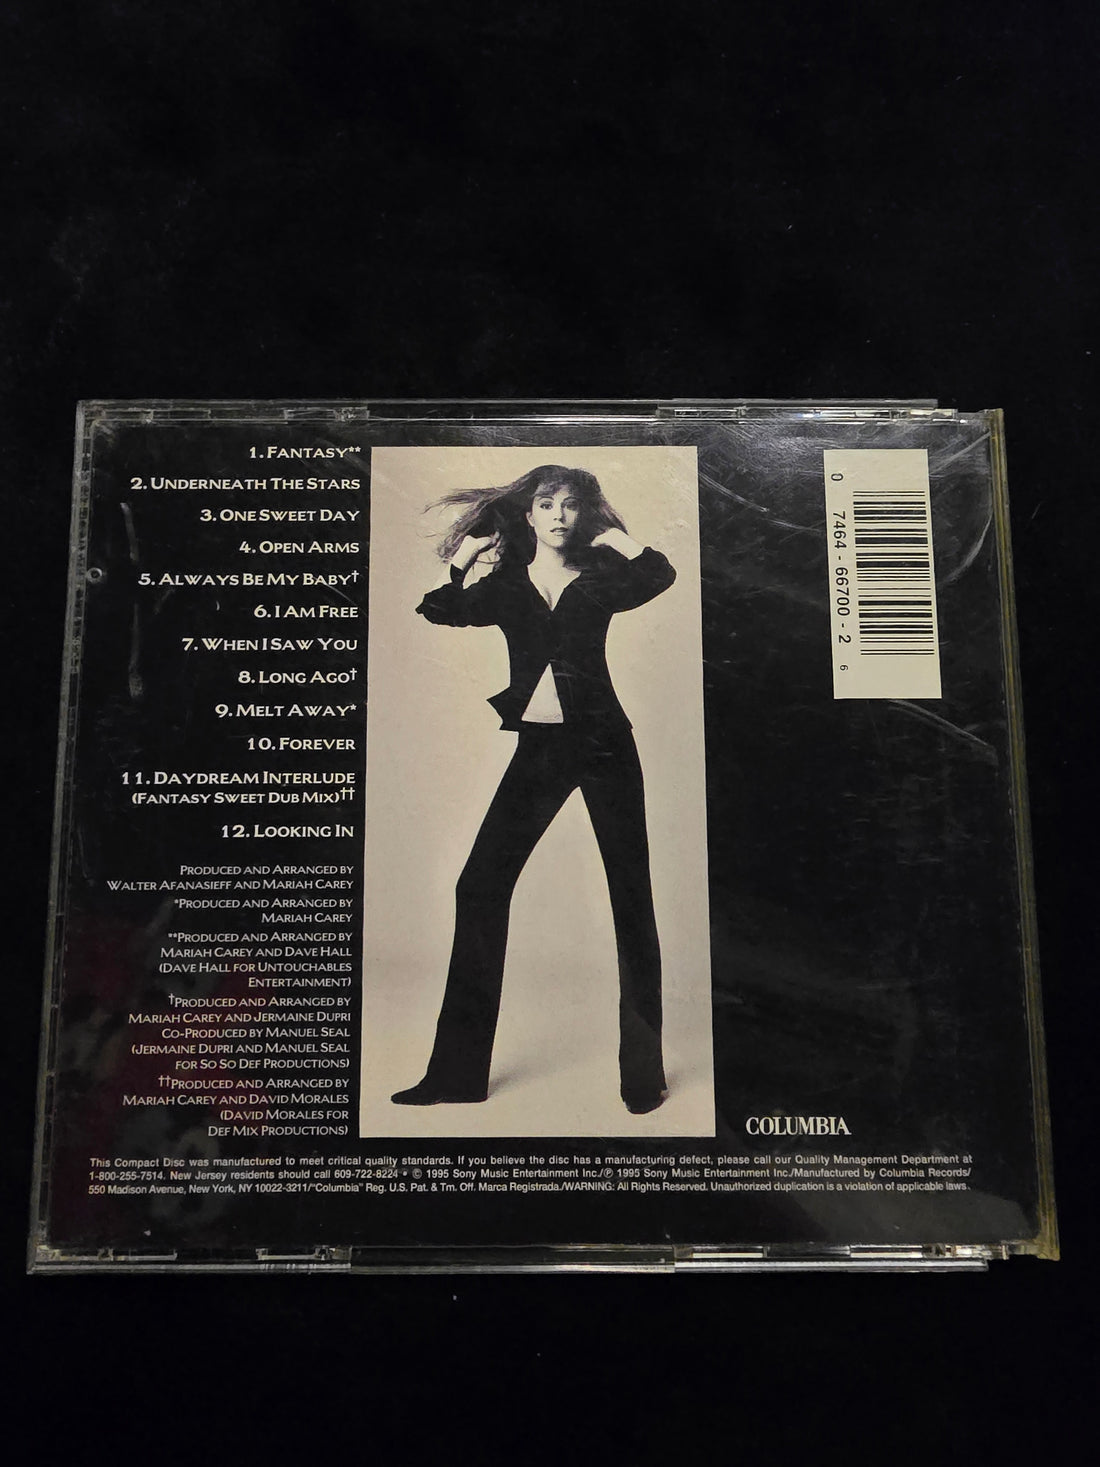 1. FANTASY**
2. UNDERNEATH THE STARS
3. ONE SWEET DAY
4. OPEN ARMS
5. ALWAYS BE MY BABY†
6. I AM FREE
7. WHEN I SAW YOU
8. LONG AGO†
9. MELT AWAY*
10. FOREVER
11. DAYDREAM INTERLUDE
(FANTASY SWEET DUB MIX)††
12. LOOKING IN
PRODUCED AND ARRANGED BY
WALTER AFANASIEFF AND MARIAH CAREY
*PRODUCED AND ARRANGED BY
MARIAH CAREY
**PRODUCED AND ARRANGED BY
MARIAH CAREY AND DAVE HALL
(DAVE HALL FOR UNTOUCHABLES
ENTERTAINMENT)
†PRODUCED AND ARRANGED BY
MARIAH CAREY AND JERMAINE DUPRI
CO-PRODUCED BY MANUEL SEAL
(JERMAINE DUPRI AND MANUEL SEAL
FOR SO SO DEF PRODUCTIONS)
††PRODUCED AND ARRANGED BY
MARIAH CAREY AND DAVID MORALES
(DAVID MORALES FOR
DEF MIX PRODUCTIONS)
0 7464 - 66700 - 2 6
COLUMBIA
This Compact Disc was manufactured to meet critical quality standards. If you believe the disc has a manufacturing defect, please call our Quality Management Department at
1-800-255-7514. New Jersey residents should call 609-722-8224 • © 1995 Sony Music Entertainment Inc./℗ 1995 Sony Music Entertainment Inc./Manufactured by Columbia Records/
550 Madison Avenue, New York, NY 10022-3211/"Columbia" Reg. U.S. Pat. & Tm. Off. Marca Registrada./WARNING: All Rights Reserved. Unauthorized duplication is a violation of applicable laws.